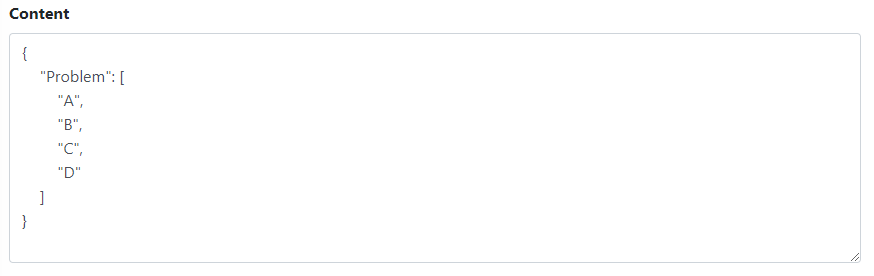 Content
{
    "Problem": [
        "A",
        "B",
        "C",
        "D"
    ]
}